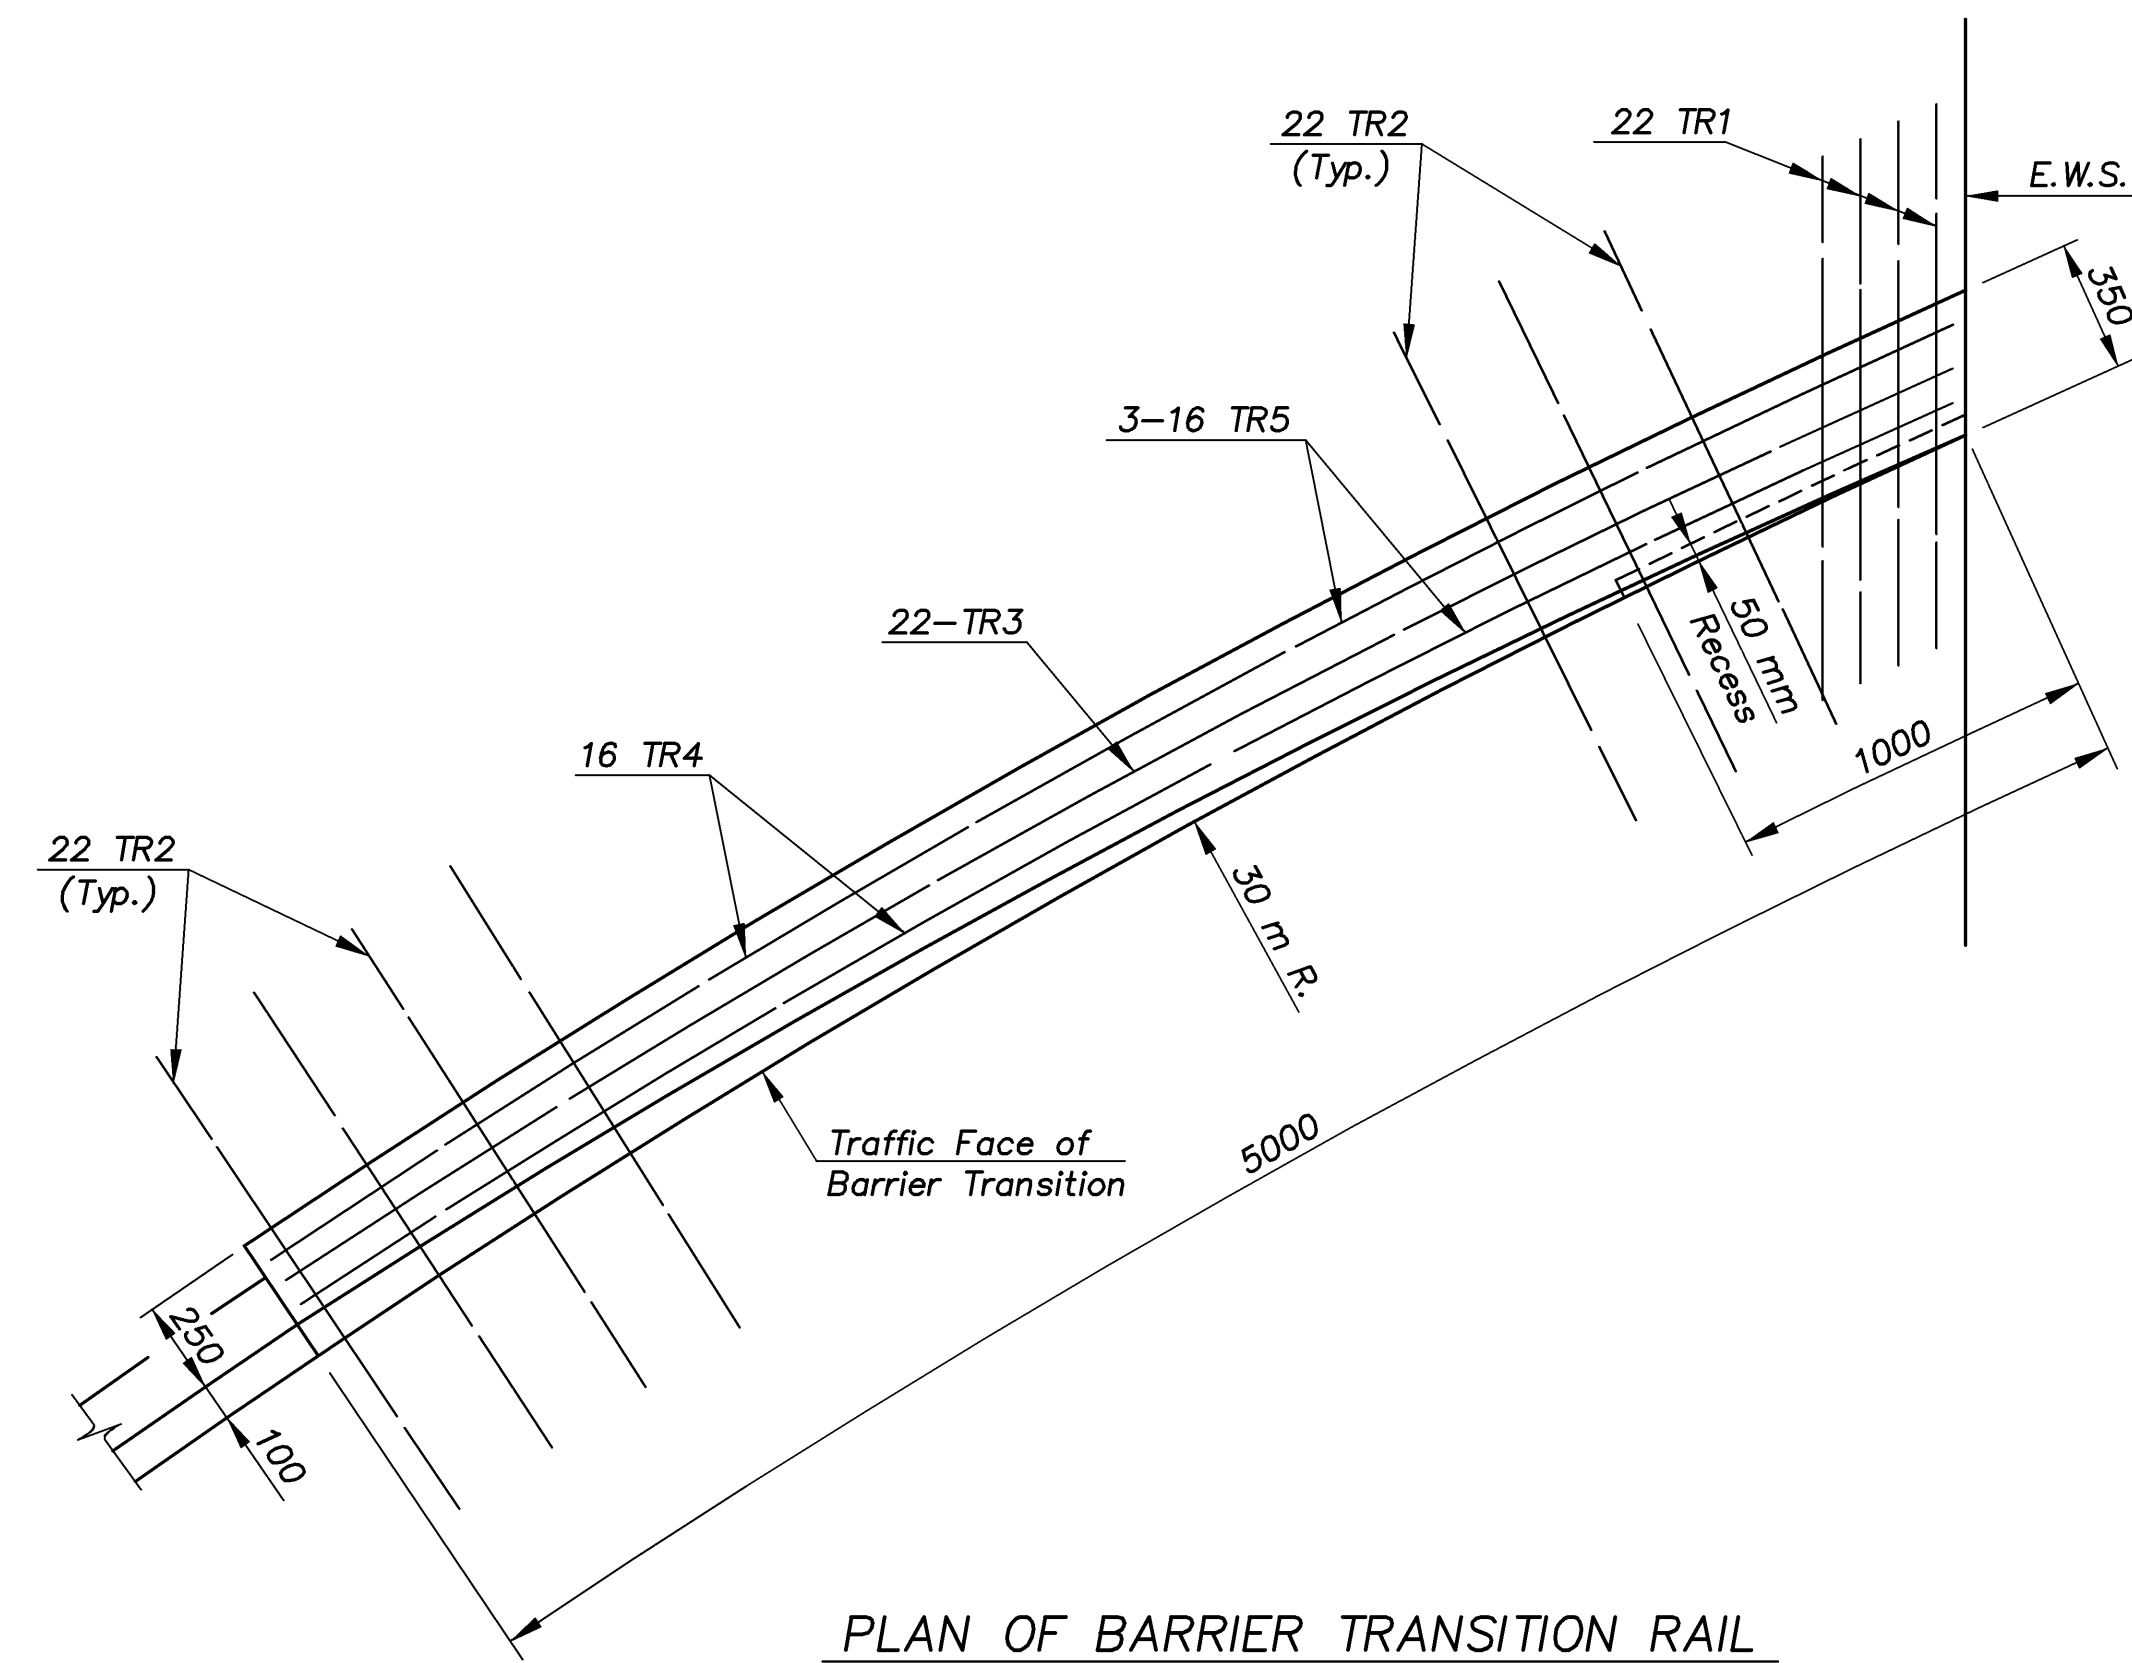 22 TR2
(Typ.)
22 TR1
E.W.S.
350
3-16 TR5
22-TR3
50 mm
Recess
1000
16 TR4
22 TR2
(Typ.)
30 m R.
5000
Traffic Face of
Barrier Transition
250
100
PLAN OF BARRIER TRANSITION RAIL